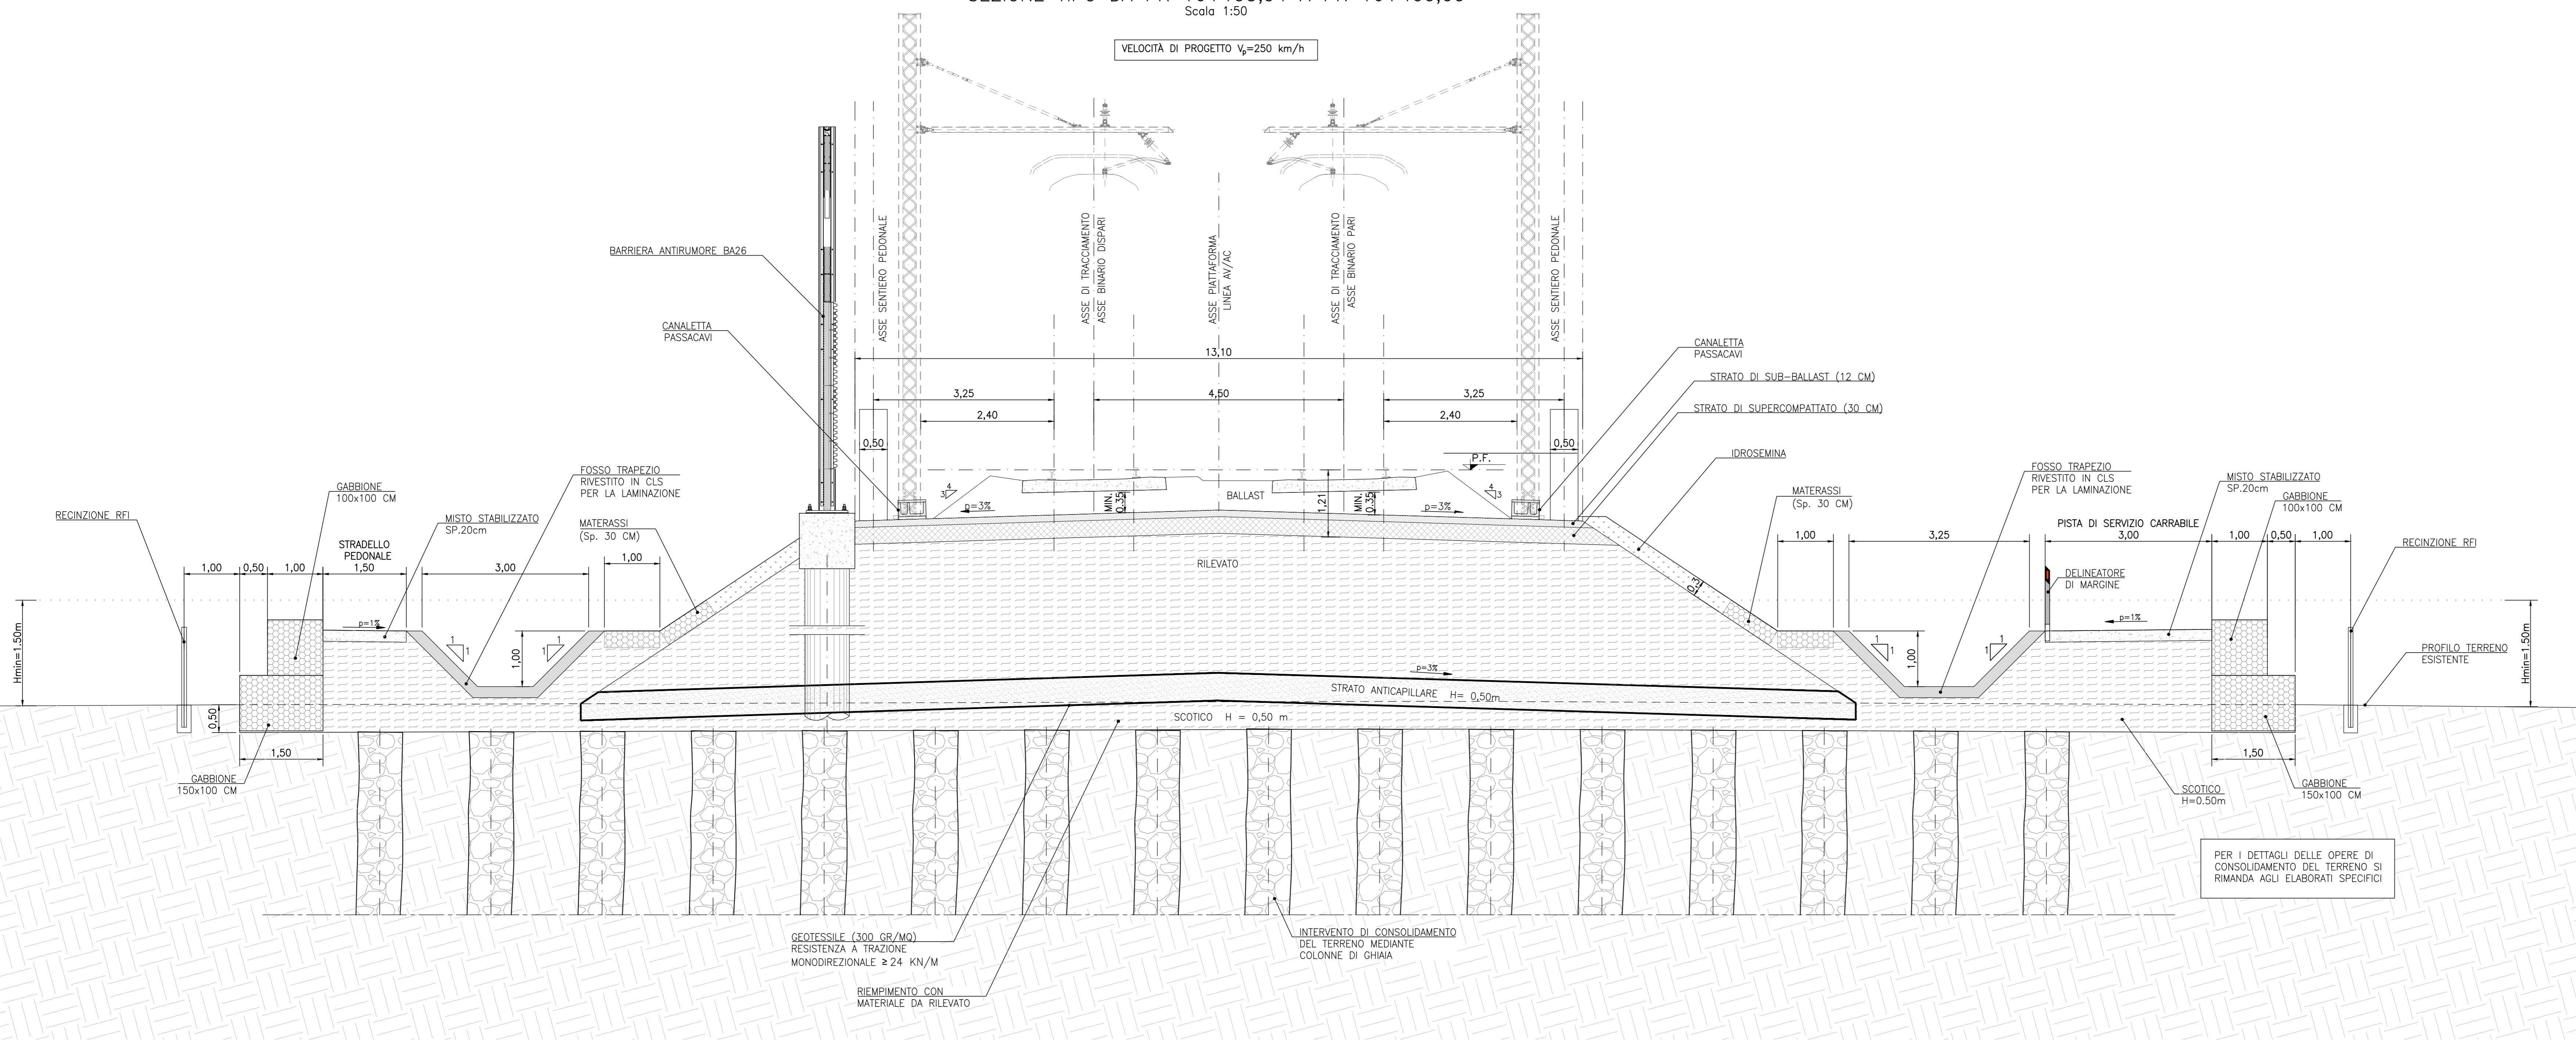 Scala 1:50
VELOCITÀ DI PROGETTO Vp=250 km/h
BARRIERA ANTIRUMORE BA26
CANALETTA
PASSACAVI
ASSE SENTIERO PEDONALE
ASSE DI TRACCIAMENTO
ASSE BINARIO DISPARI
ASSE PIATTAFORMA
LINEA AV/AC
ASSE DI TRACCIAMENTO
ASSE BINARIO PARI
ASSE SENTIERO PEDONALE
13,10
3,25
4,50
3,25
2,40
2,40
0,50
0,50
CANALETTA
PASSACAVI
STRATO DI SUB-BALLAST (12 CM)
STRATO DI SUPERCOMPATTATO (30 CM)
IDROSEMINA
P.F.
4
3
4
3
BALLAST
MIN.
0.35
MIN.
0.35
1,21
p=3%
p=3%
RILEVATO
0.3
RECINZIONE RFI
GABBIONE
100x100 CM
STRADELLO
PEDONALE
MISTO STABILIZZATO
SP.20cm
FOSSO TRAPEZIO
RIVESTITO IN CLS
PER LA LAMINAZIONE
MATERASSI
(Sp. 30 CM)
1,00
0,50
1,00
1,50
3,00
1,00
p=1%
1
1
1,00
1
1
Hmin=1.50m
0,50
1,50
GABBIONE
150x100 CM
MATERASSI
(Sp. 30 CM)
FOSSO TRAPEZIO
RIVESTITO IN CLS
PER LA LAMINAZIONE
MISTO STABILIZZATO
SP.20cm
GABBIONE
100x100 CM
PISTA DI SERVIZIO CARRABILE
1,00
3,25
3,00
1,00
0,50
1,00
RECINZIONE RFI
DELINEATORE
DI MARGINE
p=1%
1
1
1,00
1
1
Hmin=1.50m
PROFILO TERRENO
ESISTENTE
p=3%
STRATO ANTICAPILLARE H= 0,50m
SCOTICO H = 0,50 m
1,50
GABBIONE
150x100 CM
SCOTICO
H=0.50m
PER I DETTAGLI DELLE OPERE DI
CONSOLIDAMENTO DEL TERRENO SI
RIMANDA AGLI ELABORATI SPECIFICI
GEOTESSILE (300 GR/MQ)
RESISTENZA A TRAZIONE
MONODIREZIONALE ≥24 KN/M
RIEMPIMENTO CON
MATERIALE DA RILEVATO
INTERVENTO DI CONSOLIDAMENTO
DEL TERRENO MEDIANTE
COLONNE DI GHIAIA